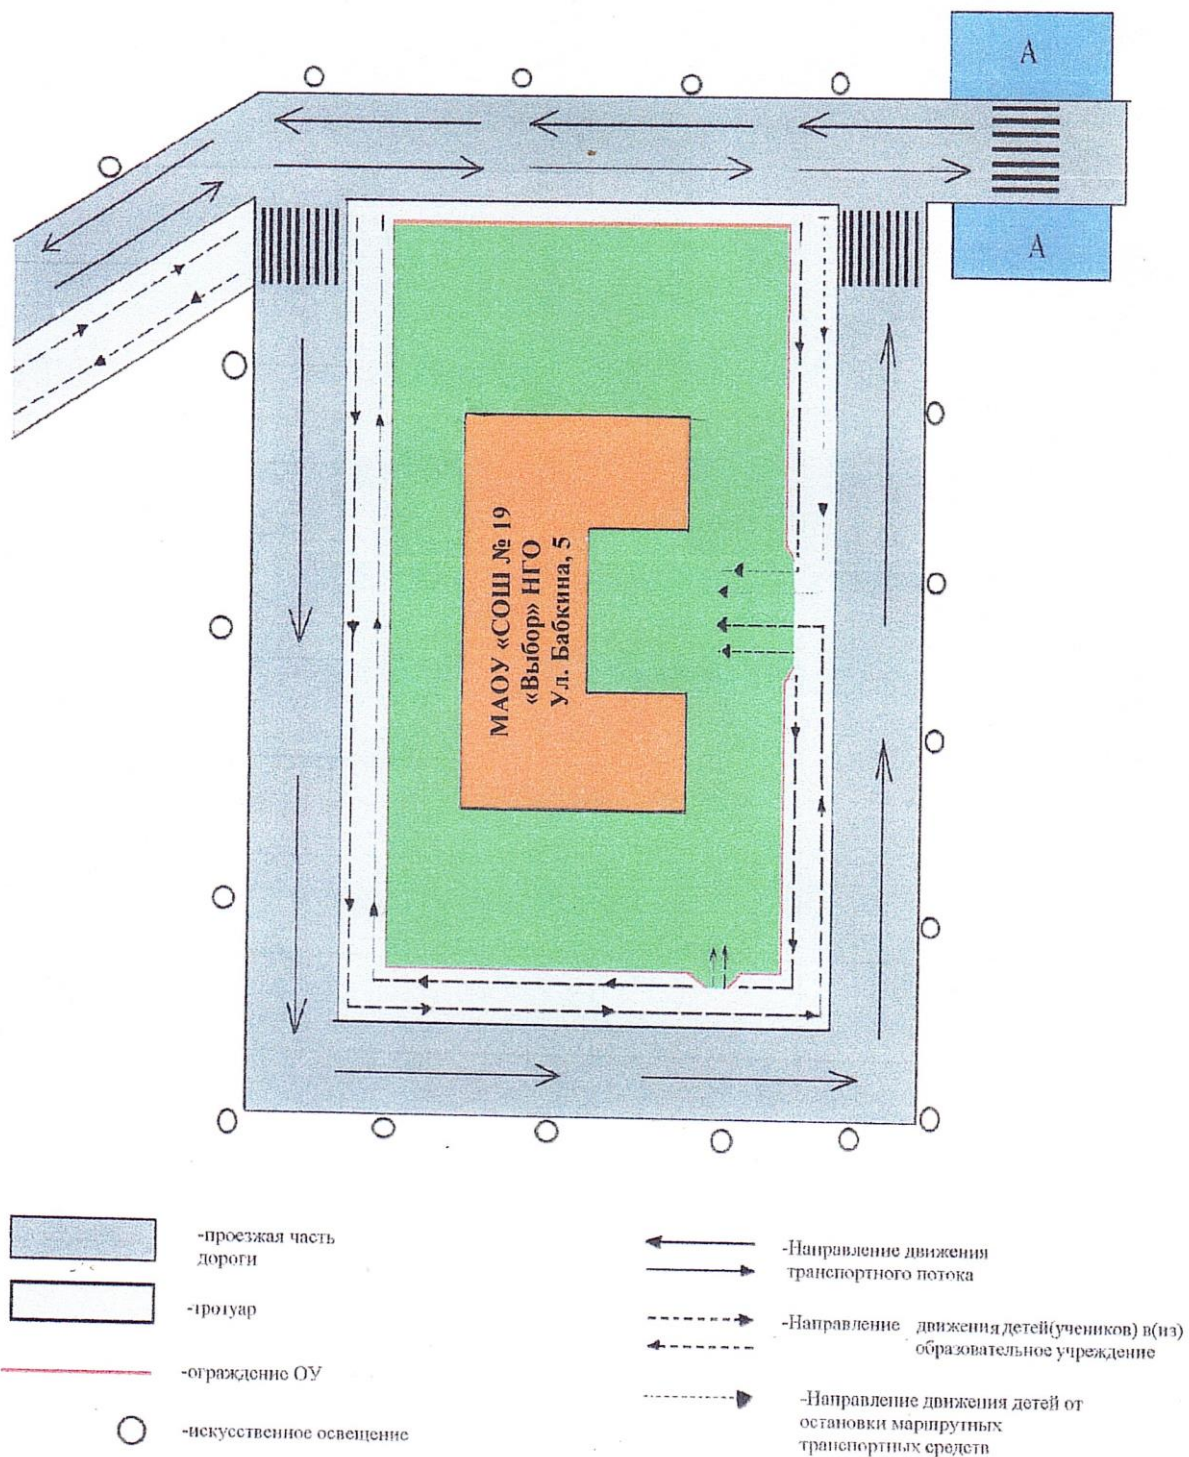 А
А
МАОУ «СОШ № 19
«Выбор» НГО
Ул. Бабкина, 5
-проезжая часть
дороги
-тротуар
-ограждение ОУ
-искусственное освещение
-Направление движения
транспортного потока
-Направление движения детей(учеников) в(из)
образовательное учреждение
-Направление движения детей от
остановки маршрутных
транспортных средств